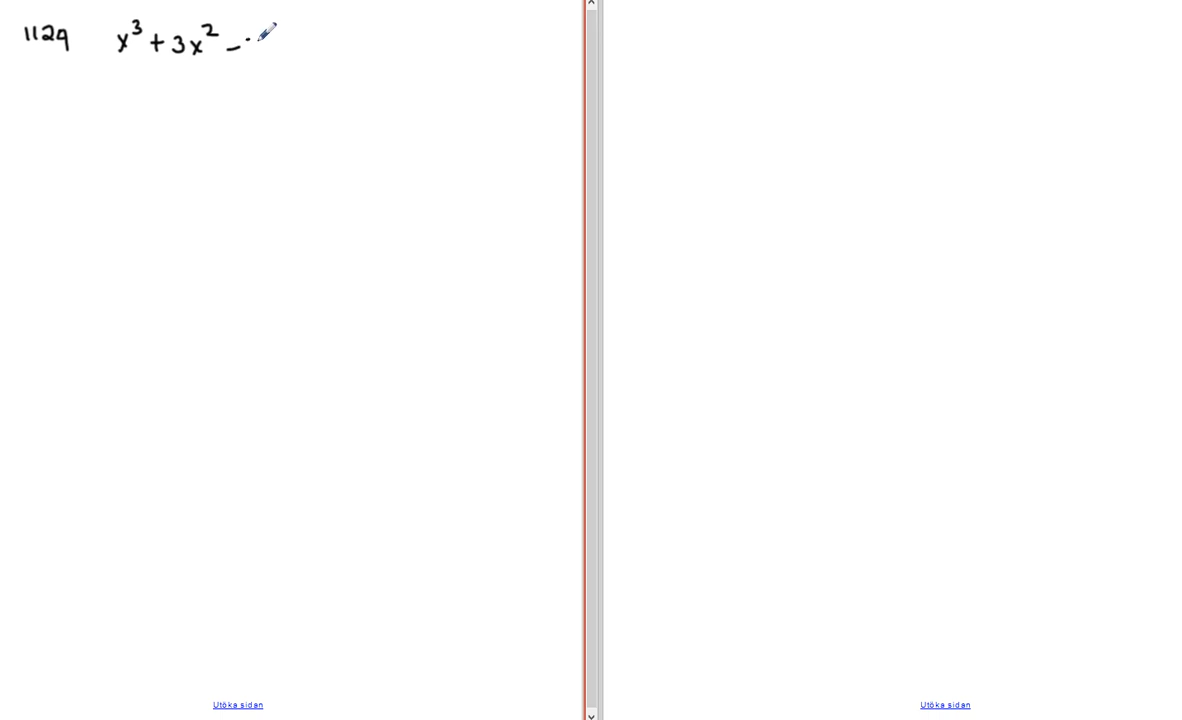 1129 x³ + 3x² -
Utöka sidan Utöka sidan